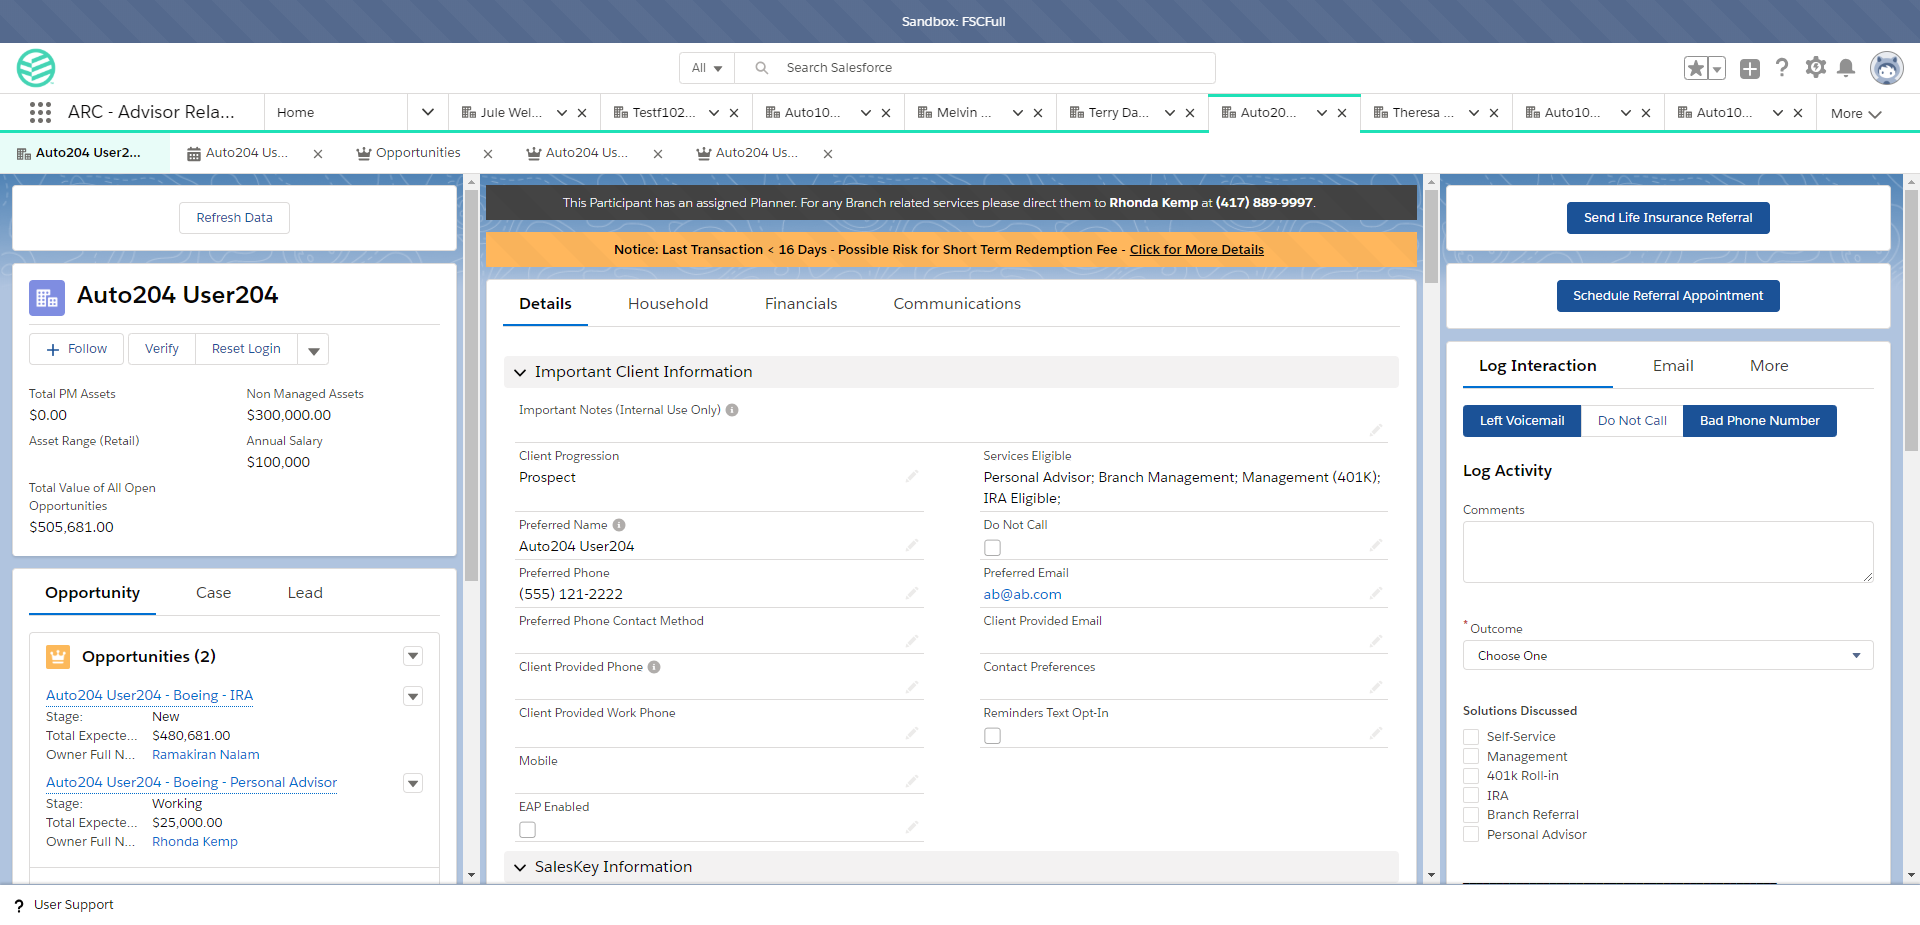 Sandbox: FSCFull
All
Search Salesforce
ARC - Advisor Rela...
Home
Jule Wel...
Testf102...
Auto10...
Melvin ...
Terry Da...
Auto20...
Theresa ...
Auto10...
Auto10...
More
Auto204 User2...
Auto204 Us...
Opportunities
Auto204 Us...
Auto204 Us...
Refresh Data
Auto204 User204
Follow
Verify
Reset Login
Total PM Assets
$0.00
Non Managed Assets
$300,000.00
Asset Range (Retail)
Annual Salary
$100,000
Total Value of All Open
Opportunities
$505,681.00
Opportunity
Case
Lead
Opportunities (2)
Auto204 User204 - Boeing - IRA
Stage: New
Total Expecte... $480,681.00
Owner Full N... Ramakiran Nalam
Auto204 User204 - Boeing - Personal Advisor
Stage: Working
Total Expecte... $25,000.00
Owner Full N... Rhonda Kemp
This Participant has an assigned Planner. For any Branch related services please direct them to Rhonda Kemp at (417) 889-9997.
Notice: Last Transaction < 16 Days - Possible Risk for Short Term Redemption Fee - Click for More Details
Details
Household
Financials
Communications
Important Client Information
Important Notes (Internal Use Only)
Client Progression
Prospect
Services Eligible
Personal Advisor; Branch Management; Management (401K);
IRA Eligible;
Preferred Name
Auto204 User204
Do Not Call
Preferred Phone
(555) 121-2222
Preferred Email
ab@ab.com
Preferred Phone Contact Method
Client Provided Email
Client Provided Phone
Contact Preferences
Client Provided Work Phone
Reminders Text Opt-In
Mobile
EAP Enabled
SalesKey Information
Send Life Insurance Referral
Schedule Referral Appointment
Log Interaction
Email
More
Left Voicemail
Do Not Call
Bad Phone Number
Log Activity
Comments
* Outcome
Choose One
Solutions Discussed
Self-Service
Management
401k Roll-in
IRA
Branch Referral
Personal Advisor
? User Support